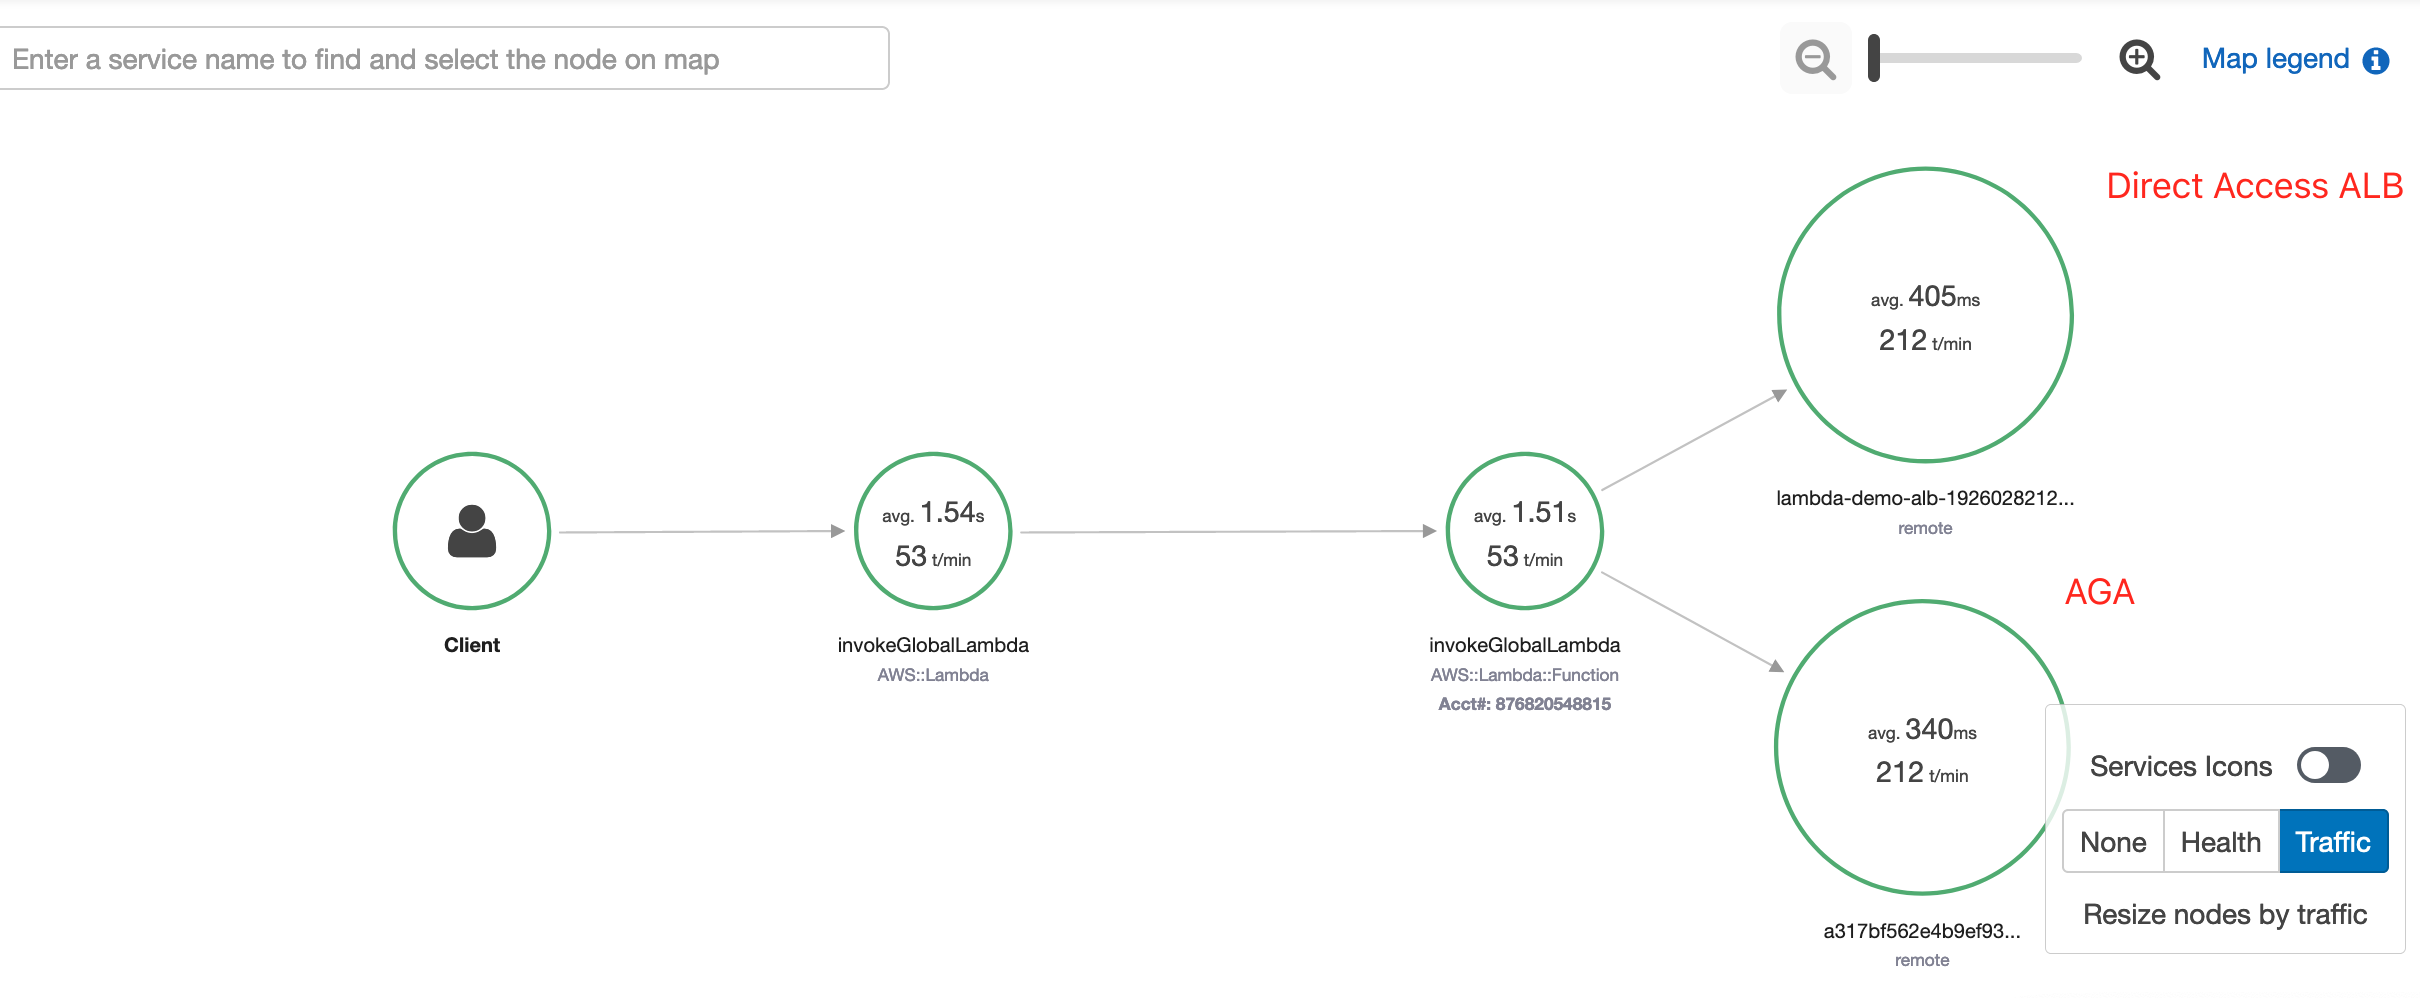 Enter a service name to find and select the node on map
Map legend
Direct Access ALB
avg. 405ms
212 t/min
lambda-demo-alb-1926028212...
remote
avg. 1.54s
53 t/min
avg. 1.51s
53 t/min
Client
invokeGlobalLambda
AWS::Lambda
invokeGlobalLambda
AWS::Lambda::Function
Acct#: 876820548815
AGA
avg. 340ms
212 t/min
a317bf562e4b9ef93...
remote
Services Icons
None Health Traffic
Resize nodes by traffic